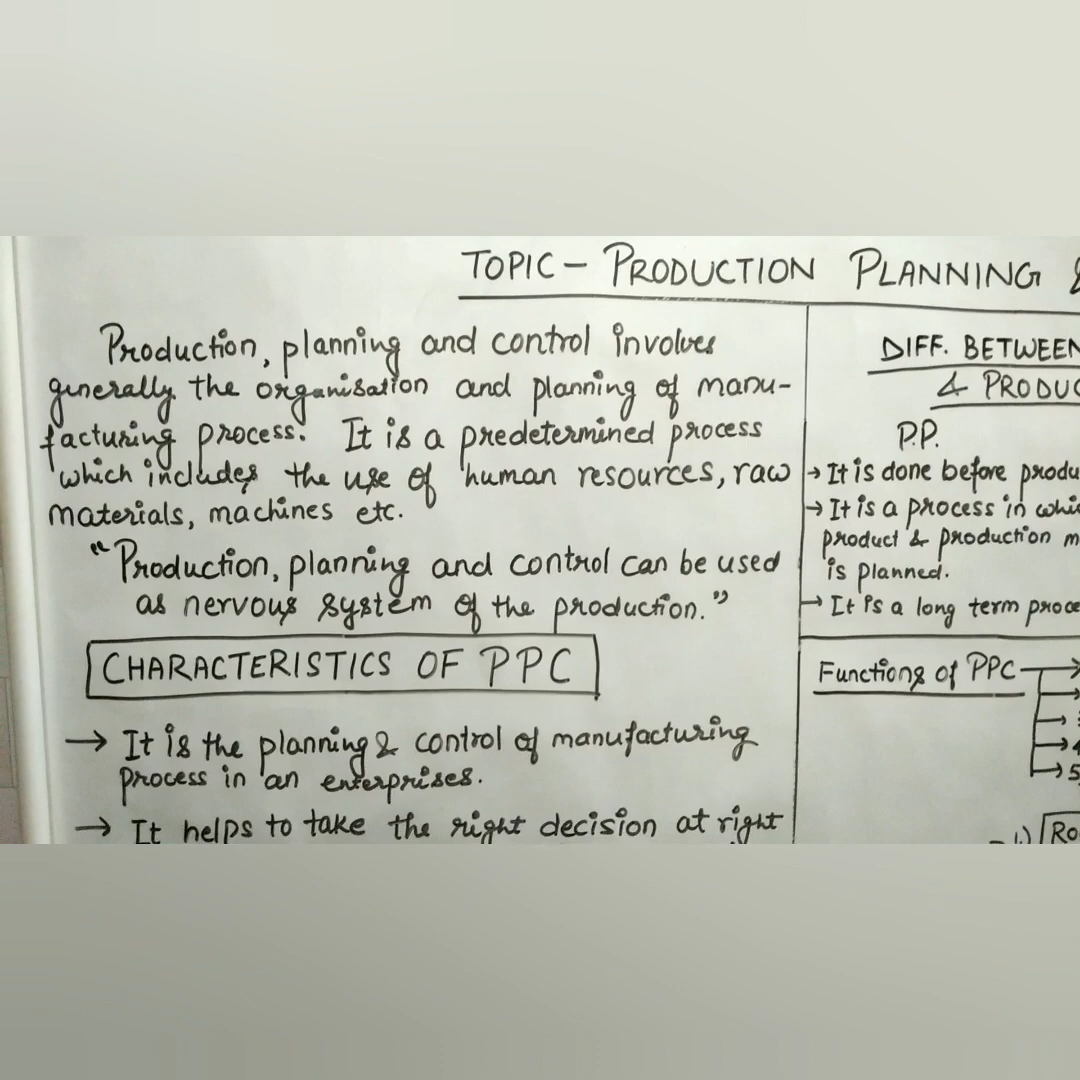 TOPIC – PRODUCTION PLANNING &
Production, planning and control involves
generally the organisation and planning of manu-
facturing process. It is a predetermined process
which includes the use of human resources, raw
materials, machines etc.
"Production, planning and control can be used
as nervous system of the production."
CHARACTERISTICS OF PPC
→ It is the planning & control of manufacturing
process in an enterprises.
→ It helps to take the right decision at right
DIFF. BETWEEN
& PRODUC
P.P.
→ It is done before produ
→ It is a process in whi
product & production m
is planned.
→ It is a long term proce
Functions of PPC
4
5
1) Ro